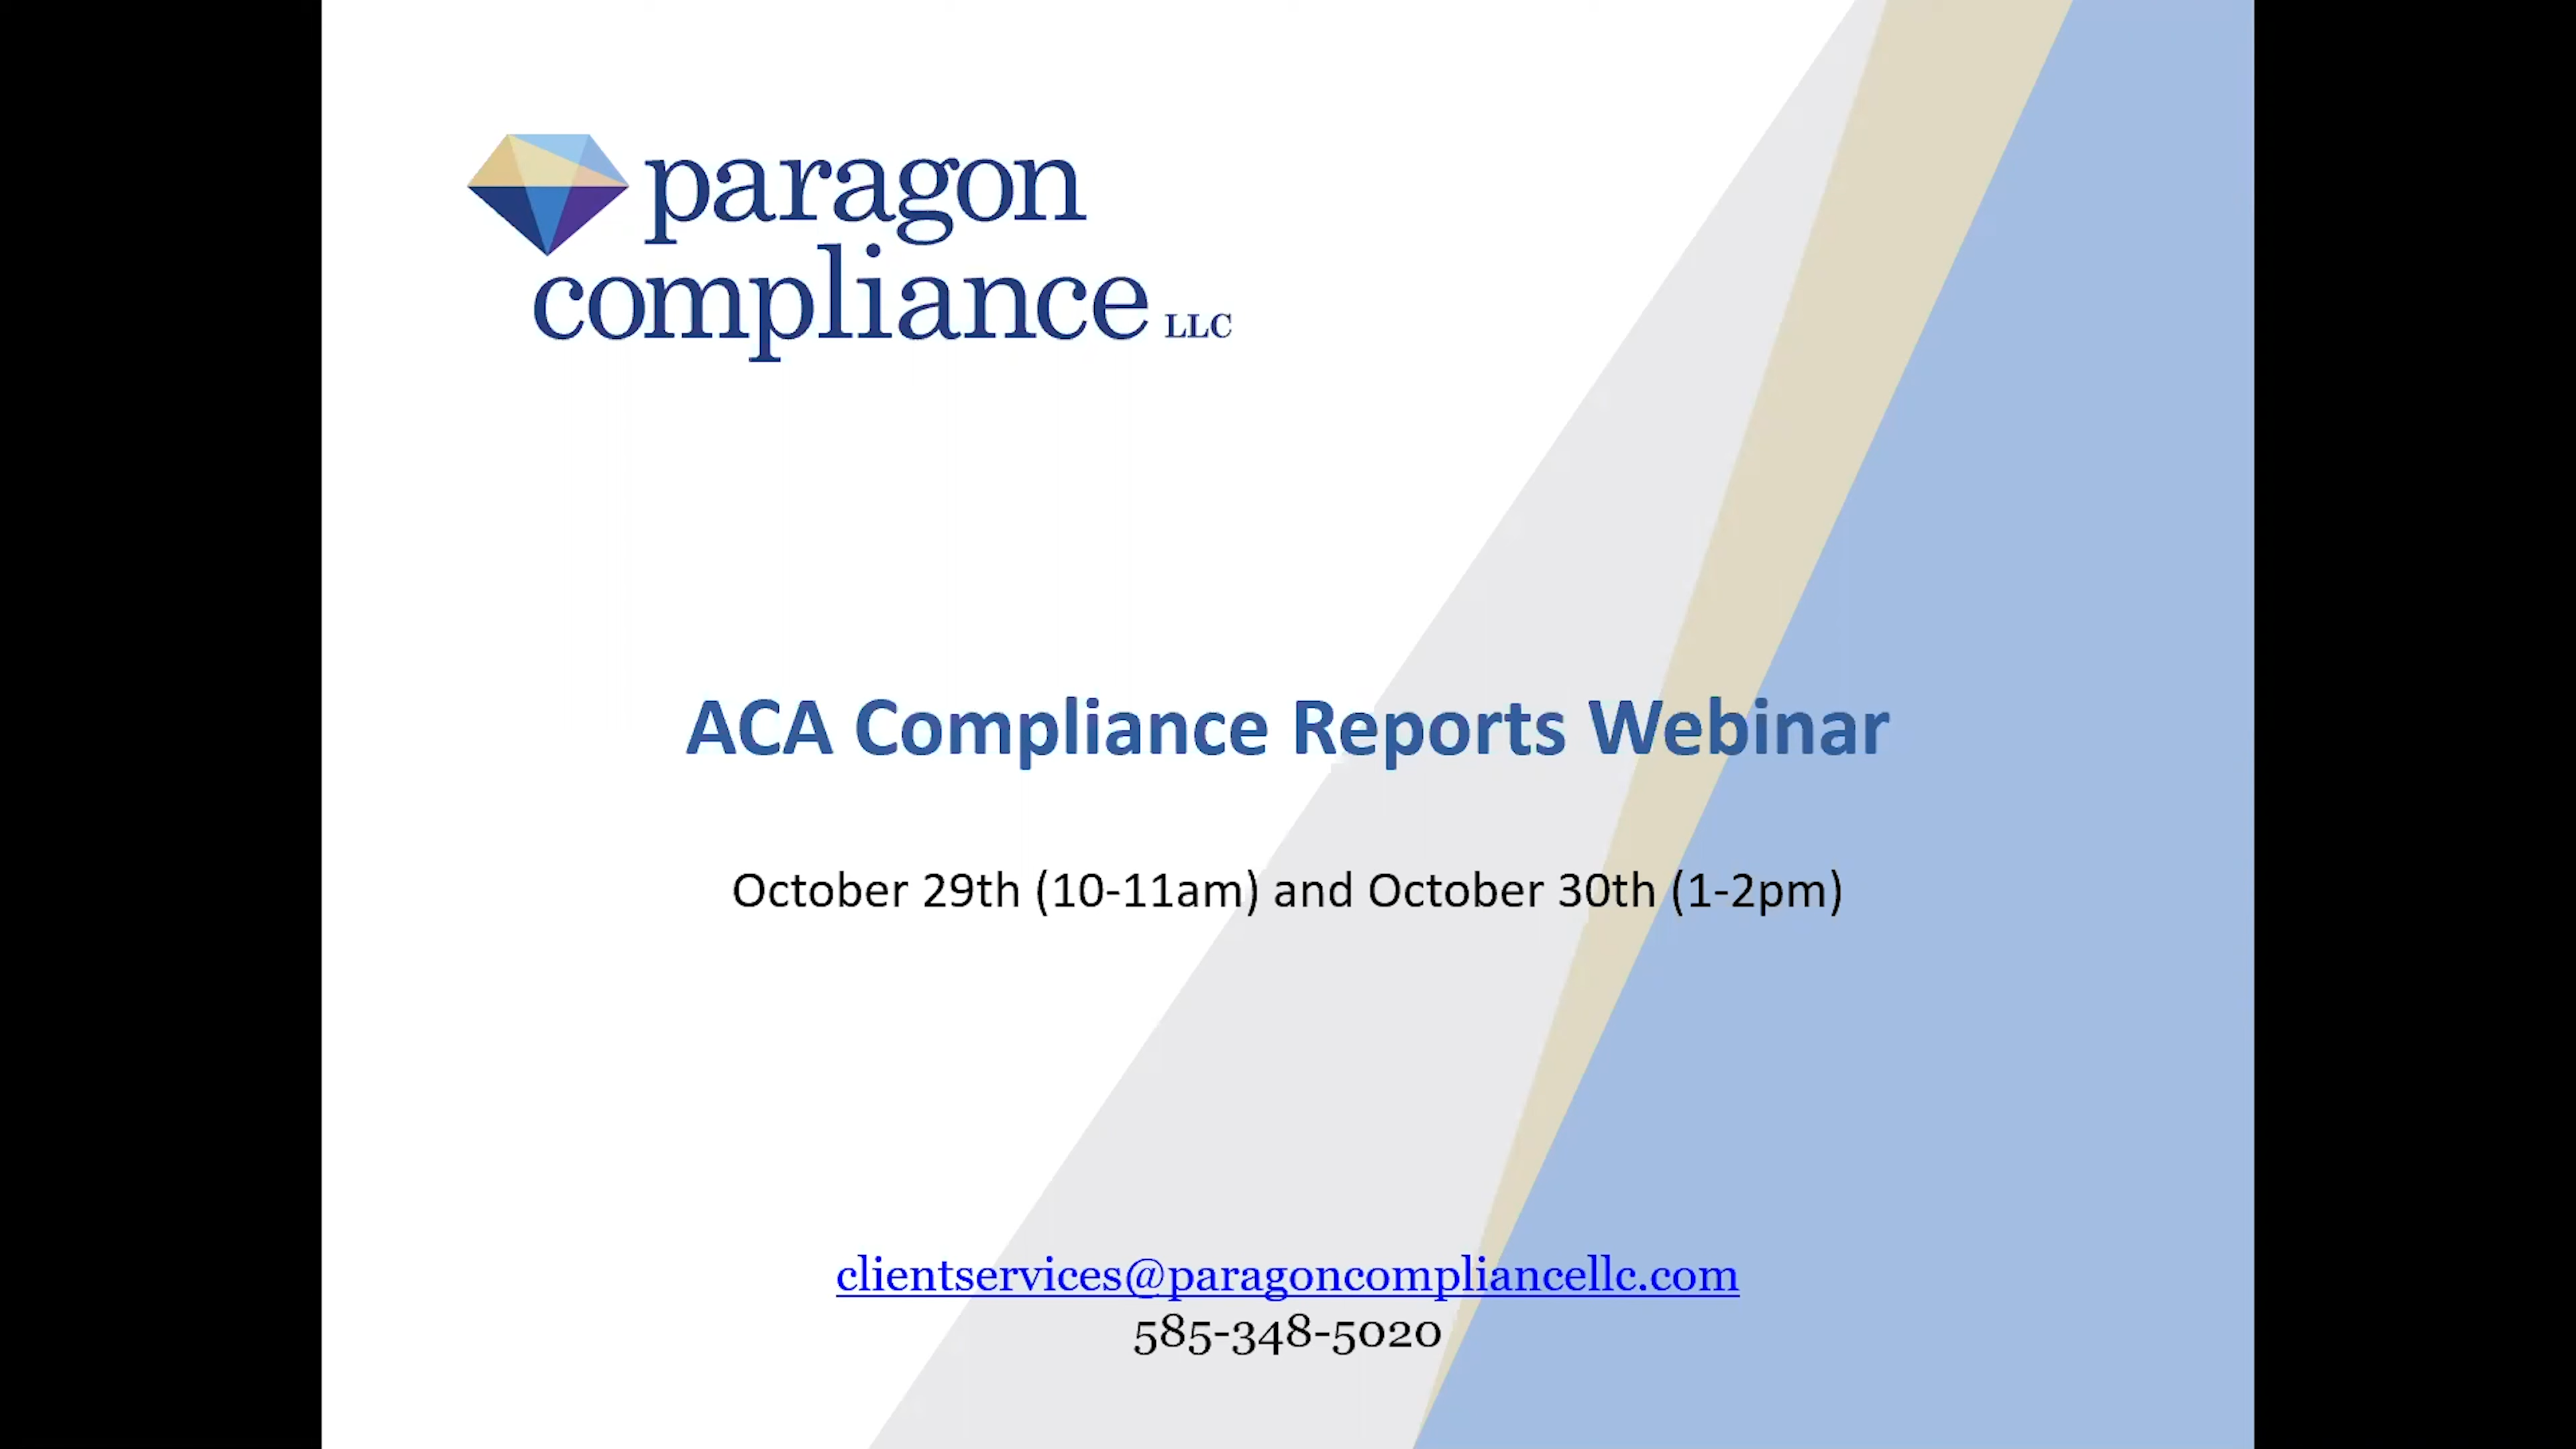 paragon
compliance LLC
ACA Compliance Reports Webinar
October 29th (10-11am) and October 30th (1-2pm)
clientservices@paragoncompliancellc.com
585-348-5020